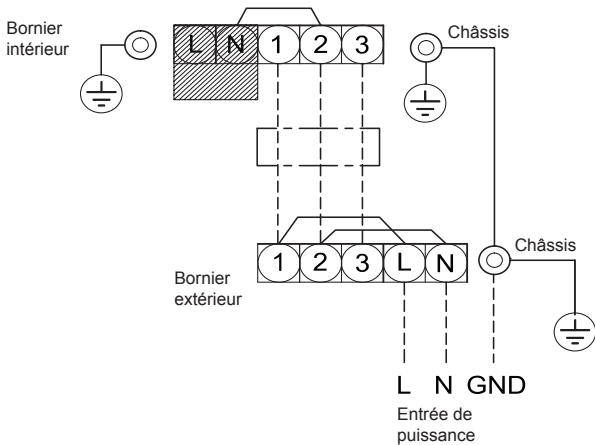 Bornier
intérieur
L N 1 2 3
Châssis
1 2 3 L N
Châssis
Bornier
extérieur
L N GND
Entrée de
puissance